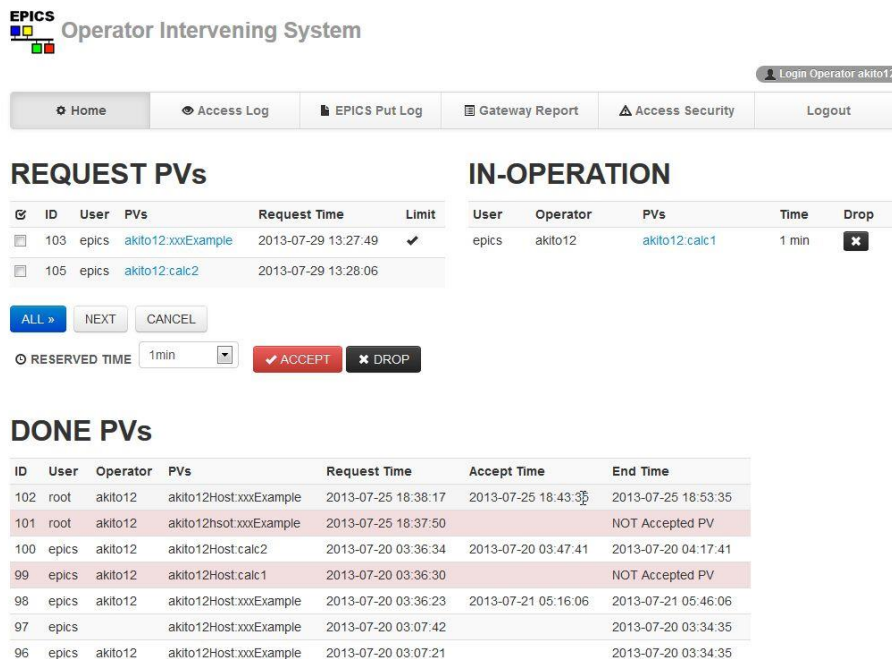 EPICS
Operator Intervening System
Login Operator akito12
Home Access Log EPICS Put Log Gateway Report Access Security Logout
REQUEST PVs
ID User PVs Request Time Limit
103 epics akito12:xxxExample 2013-07-29 13:27:49
105 epics akito12:calc2 2013-07-29 13:28:06
ALL » NEXT CANCEL
RESERVED TIME 1min ACCEPT DROP
IN-OPERATION
User Operator PVs Time Drop
epics akito12 akito12:calc1 1 min
DONE PVs
ID User Operator PVs Request Time Accept Time End Time
102 root akito12 akito12Host:xxxExample 2013-07-25 18:38:17 2013-07-25 18:43:35 2013-07-25 18:53:35
101 root akito12 akito12hsot:xxxExample 2013-07-25 18:37:50 NOT Accepted PV
100 epics akito12 akito12Host:calc2 2013-07-20 03:36:34 2013-07-20 03:47:41 2013-07-20 04:17:41
99 epics akito12 akito12Host:calc1 2013-07-20 03:36:30 NOT Accepted PV
98 epics akito12 akito12Host:xxxExample 2013-07-20 03:36:23 2013-07-21 05:16:06 2013-07-21 05:46:06
97 epics akito12Host:xxxExample 2013-07-20 03:07:42 2013-07-20 03:34:35
96 epics akito12 akito12Host:xxxExample 2013-07-20 03:07:21 2013-07-20 03:34:35